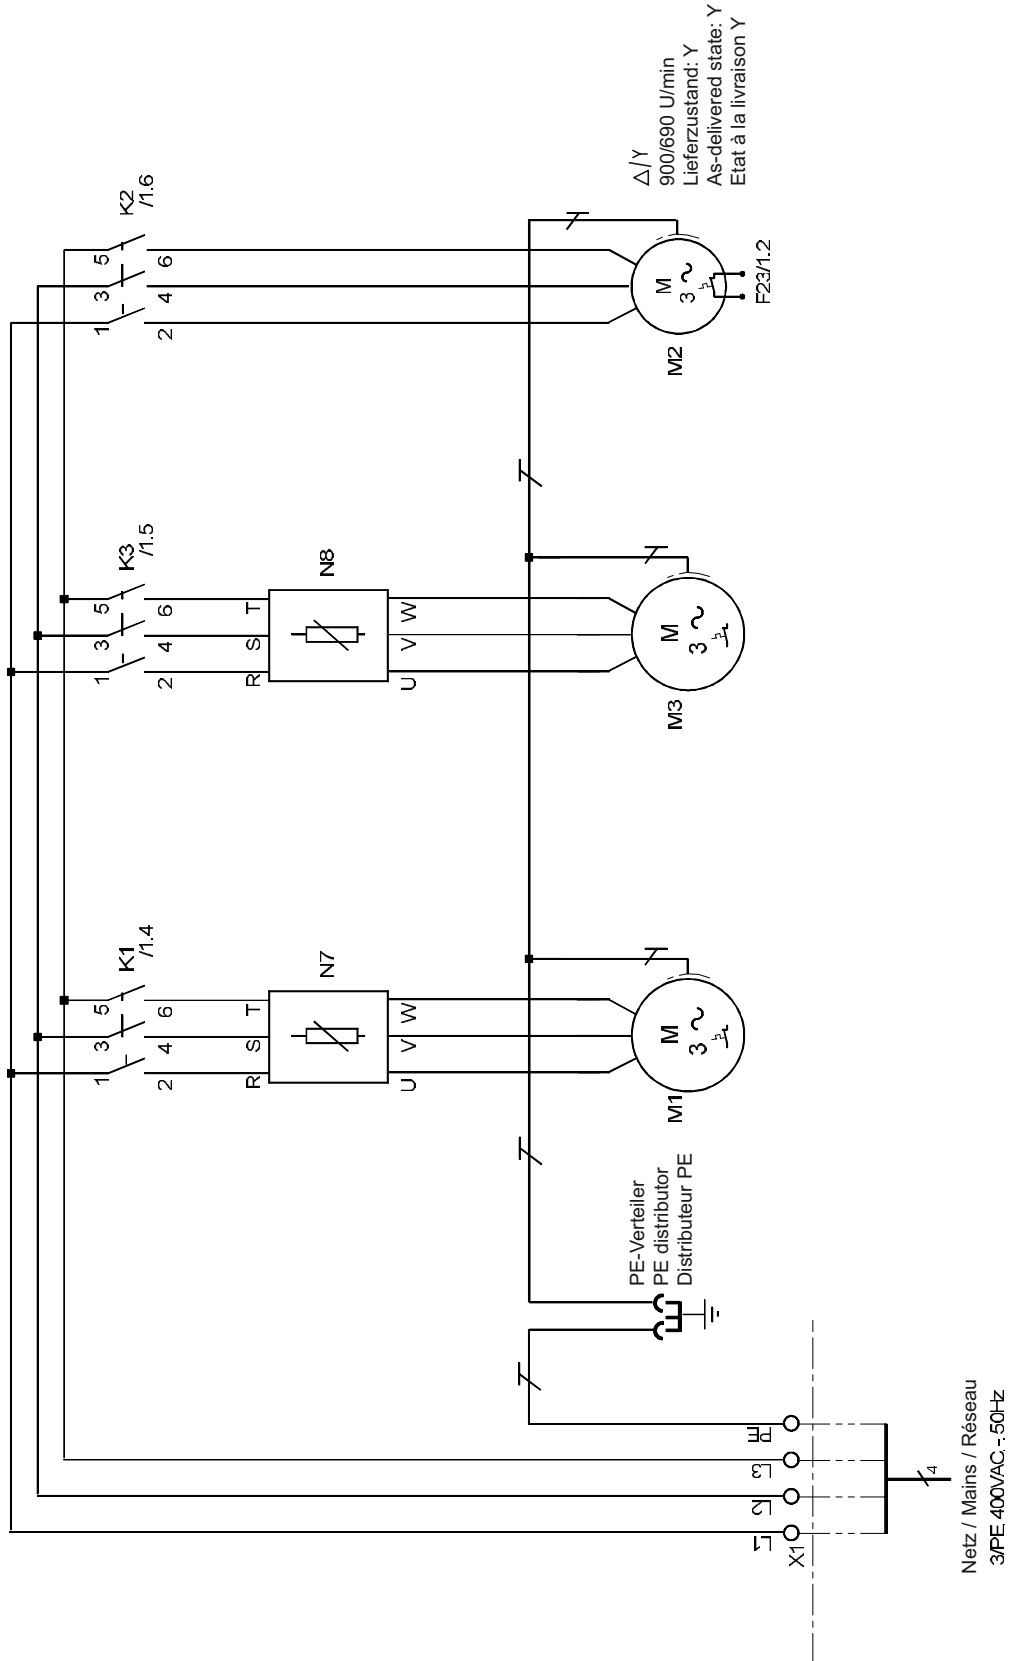 K2
/1.6
5
3
1
6
4
2
△/Y
900/690 U/min
Lieferzustand: Y
As-delivered state: Y
Etat à la livraison Y
M
3 ~
M2
F23/1.2
K3
/1.5
5
3
1
6
4
2
T
S
R
N8
W
V
U
M
3 ~
M3
K1
/1.4
5
3
1
6
4
2
T
S
R
N7
W
V
U
M
3 ~
M1
PE-Verteiler
PE distributor
Distributeur PE
PE
L3
L2
L1
X1
4
Netz / Mains / Réseau
3/PE, 400VAC, ~, 50Hz